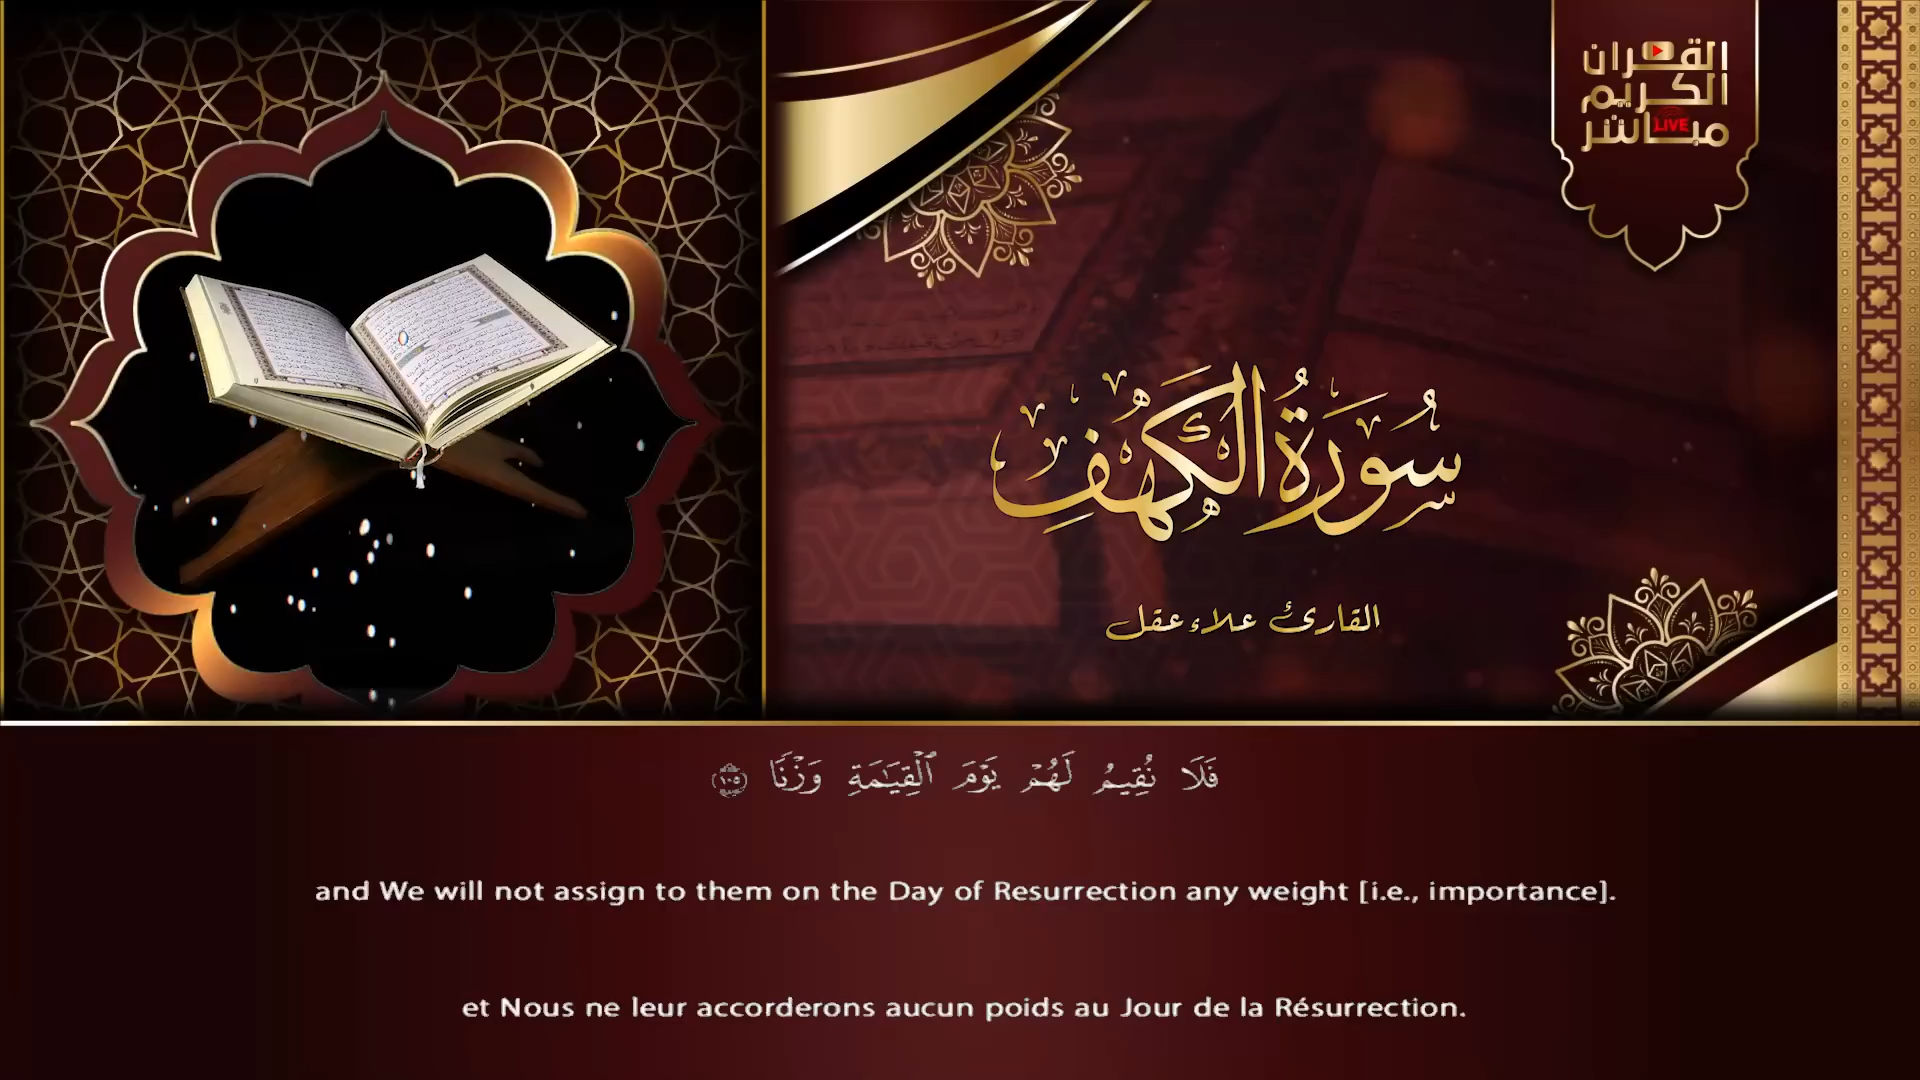 القرآن
الكريم
مباشر
LIVE
سُورَةُ الْكَهْفِ
القارئ علاء عقل
فَلَا نُقِيمُ لَهُمْ يَوْمَ ٱلْقِيَٰمَةِ وَزْنًا ١٠٥
and We will not assign to them on the Day of Resurrection any weight [i.e., importance].
et Nous ne leur accorderons aucun poids au Jour de la Résurrection.